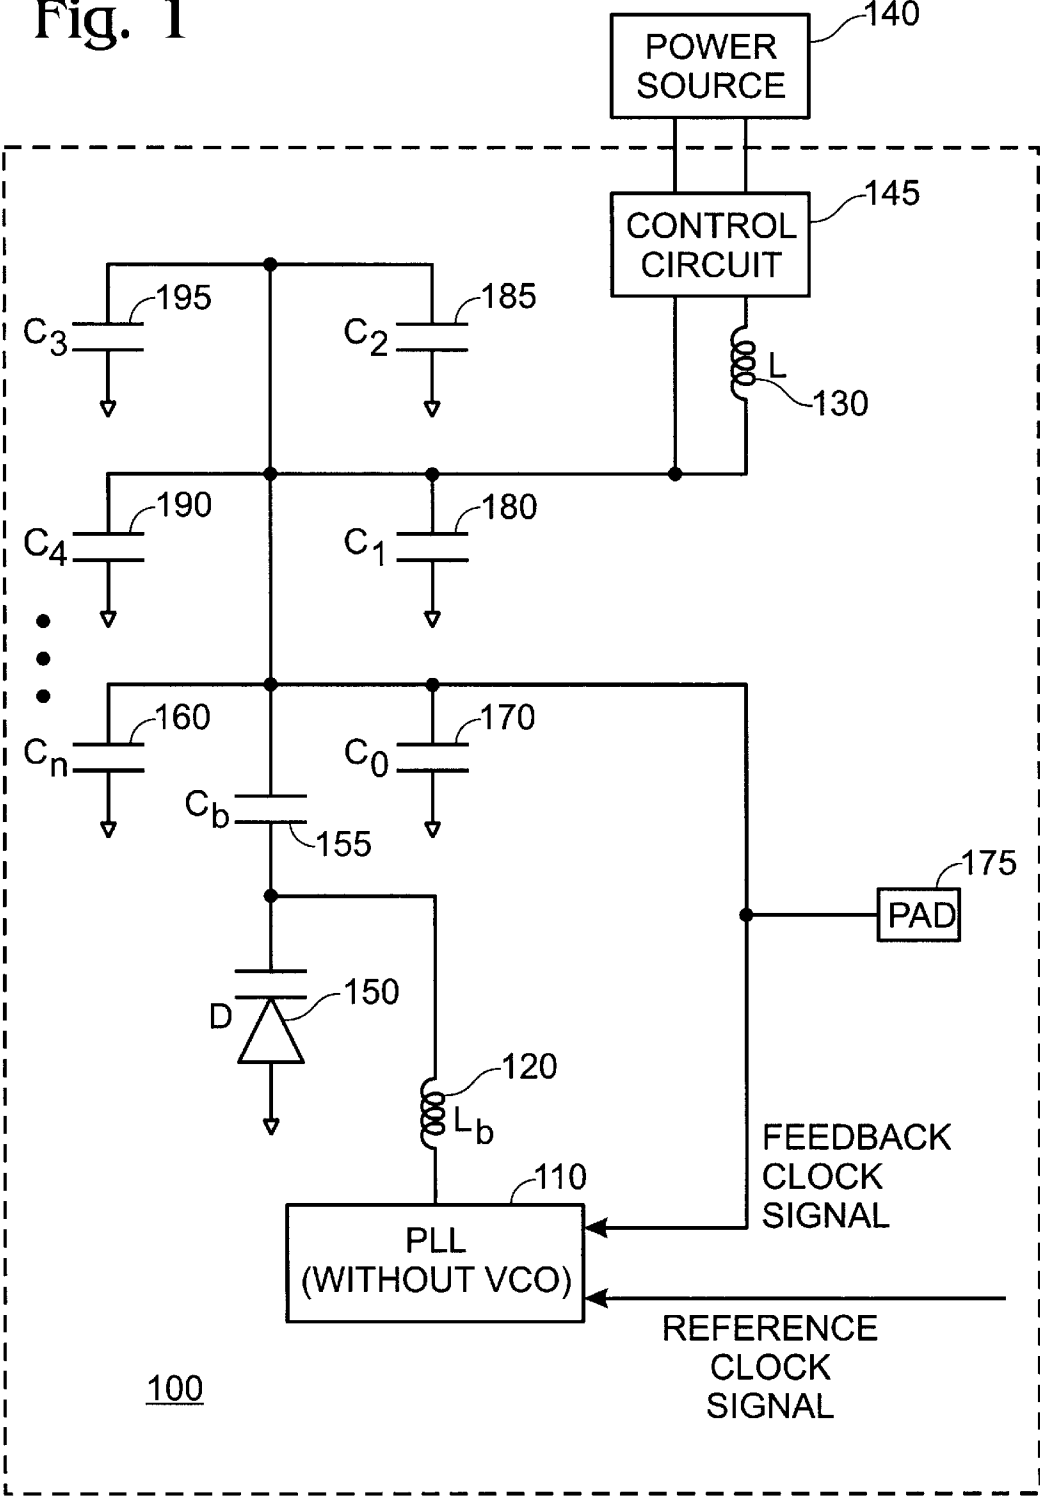 Fig. 1
140
POWER
SOURCE
145
CONTROL
CIRCUIT
195
185
C3
C2
L
130
190
180
C4
C1
160
170
Cn
C0
Cb
155
175
PAD
150
D
120
Lb
FEEDBACK
CLOCK
SIGNAL
110
PLL
(WITHOUT VCO)
REFERENCE
CLOCK
SIGNAL
100